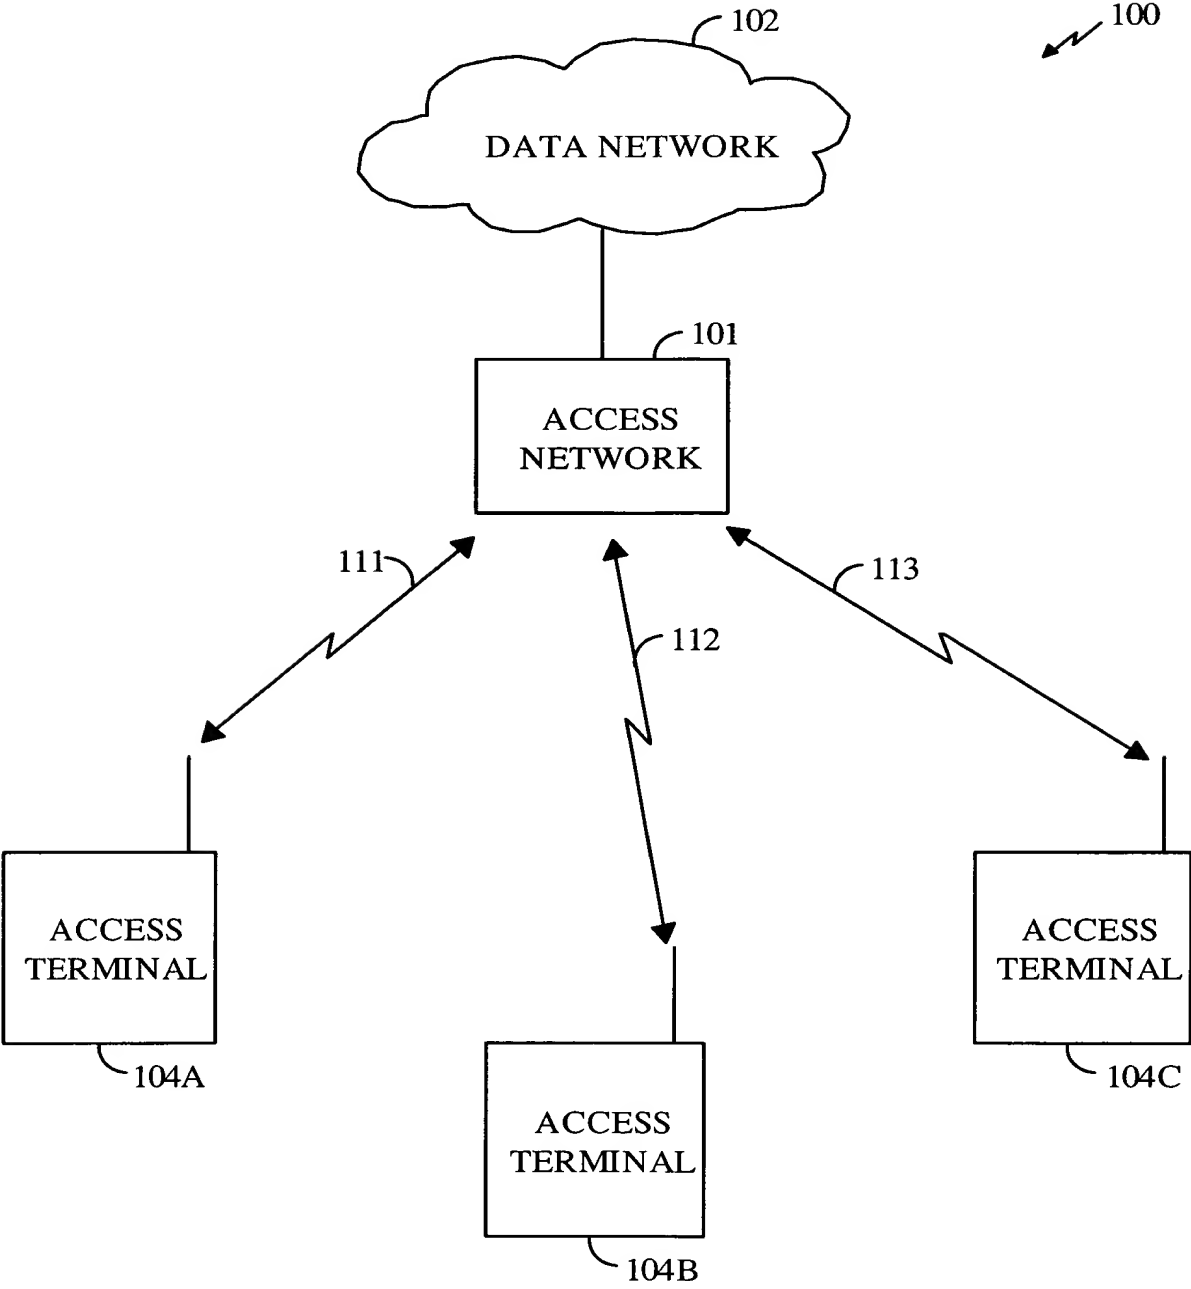 100
102
DATA NETWORK
101
ACCESS
NETWORK
111
113
112
ACCESS
TERMINAL
104A
ACCESS
TERMINAL
104C
ACCESS
TERMINAL
104B